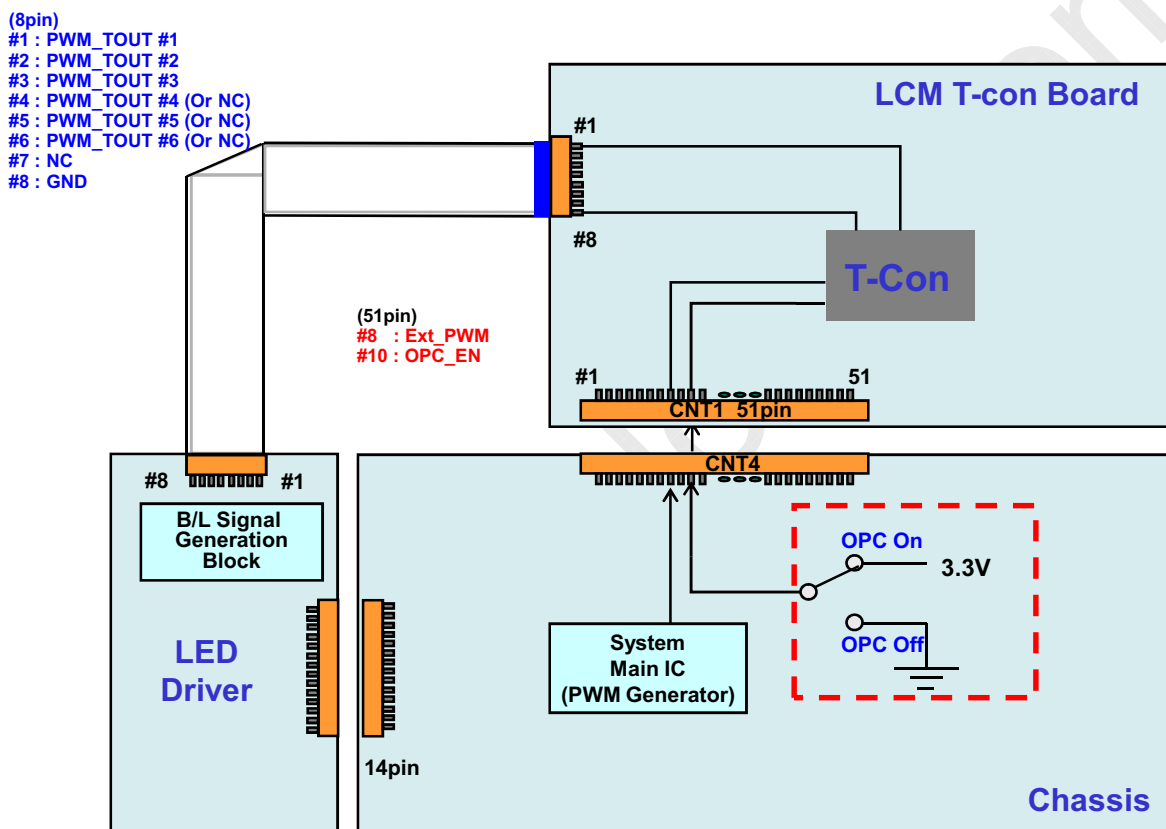 (8pin)
#1 : PWM_TOUT #1
#2 : PWM_TOUT #2
#3 : PWM_TOUT #3
#4 : PWM_TOUT #4 (Or NC)
#5 : PWM_TOUT #5 (Or NC)
#6 : PWM_TOUT #6 (Or NC)
#7 : NC
#8 : GND
LCM T-con Board
#1
#8
T-Con
(51pin)
#8 : Ext_PWM
#10 : OPC_EN
#1
51
CNT1 51pin
CNT4
#8
#1
B/L Signal
Generation
Block
OPC On
3.3V
OPC Off
System
Main IC
(PWM Generator)
LED
Driver
14pin
Chassis